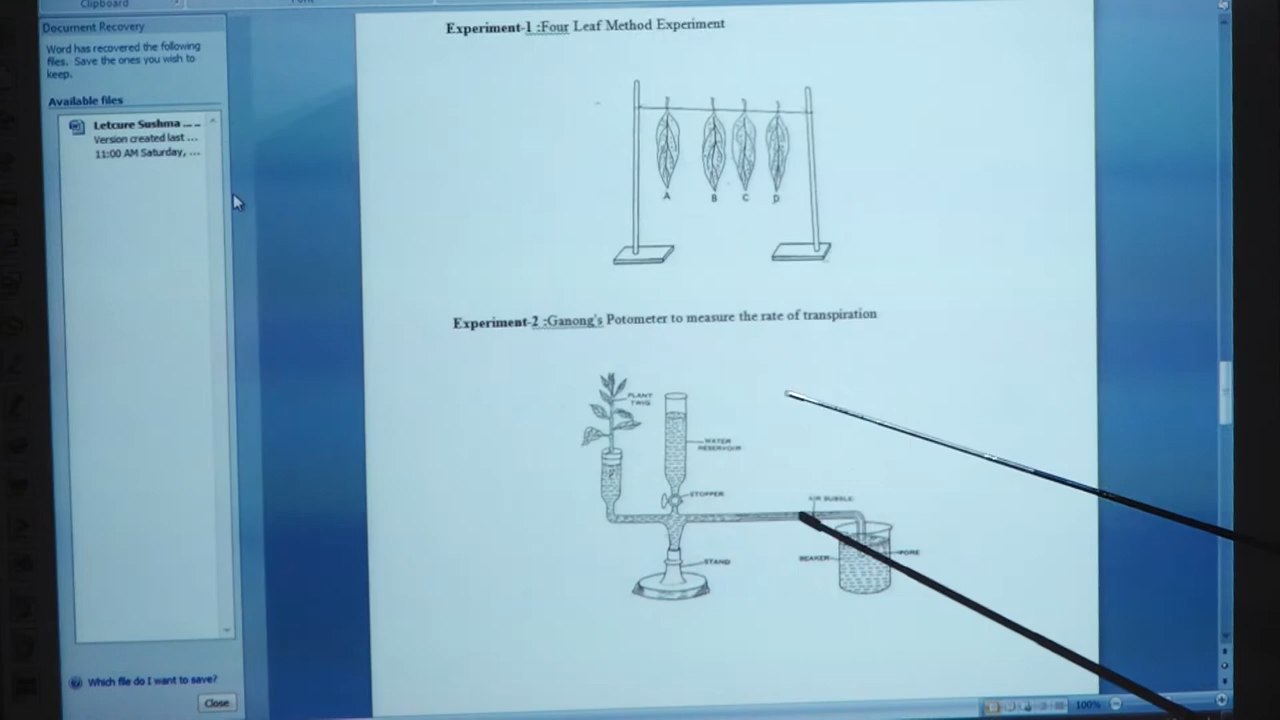 Clipboard
Document Recovery
Word has recovered the following
files. Save the ones you wish to
keep.
Available files
Letcure Sushma ...
Version created last ...
11:00 AM Saturday, ...
Which file do I want to save?
Close
Experiment-1 :Four Leaf Method Experiment
A B C D
Experiment-2 :Ganong's Potometer to measure the rate of transpiration
PLANT
TWIG
WATER
RESERVOIR
STOPPER
AIR BUBBLE
BEAKER
PORE
STAND
100%